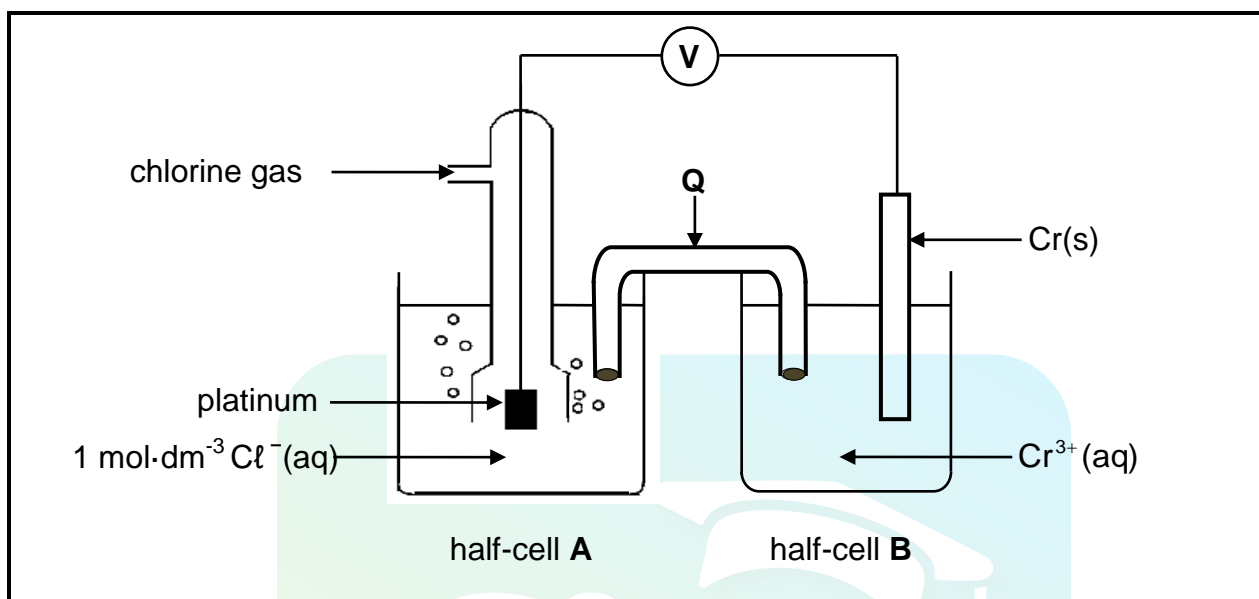 V
chlorine gas
Q
Cr(s)
platinum
1 mol·dm⁻³ Cℓ⁻(aq)
Cr³⁺(aq)
half-cell A
half-cell B